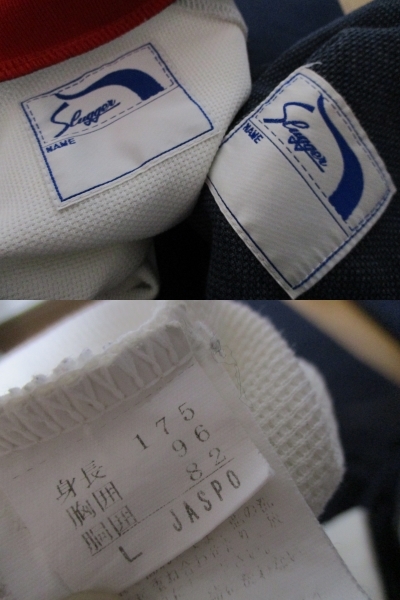 Slugger
NAME
Slugger
NAME
身長 175
胸囲 96
胴囲 82
L JASPO